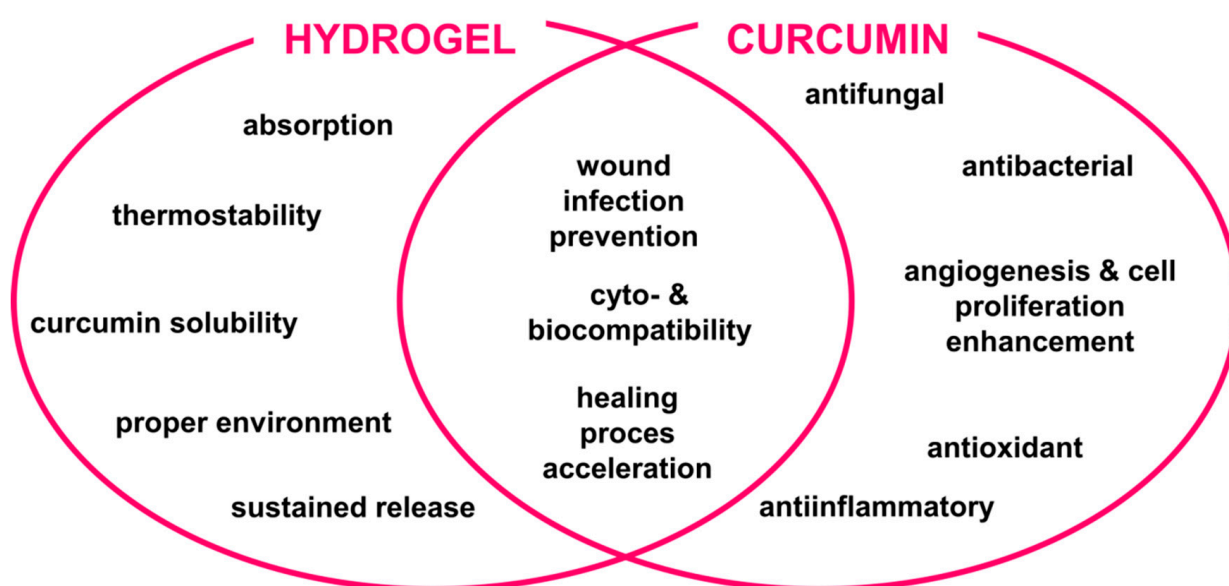 HYDROGEL
CURCUMIN
absorption
thermostability
curcumin solubility
proper environment
sustained release
wound
infection
prevention
cyto- &
biocompatibility
healing
proces
acceleration
antifungal
antibacterial
angiogenesis & cell
proliferation
enhancement
antioxidant
antiinflammatory